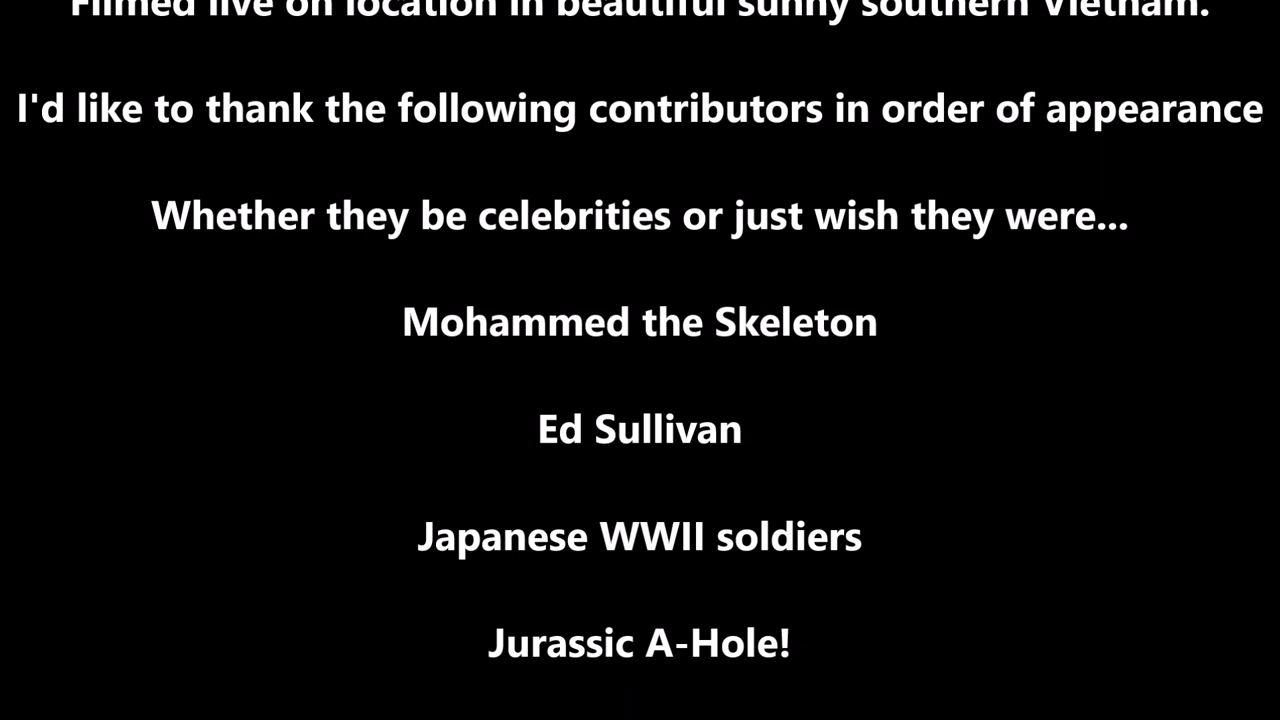 Filmed live on location in beautiful sunny southern Vietnam.
I'd like to thank the following contributors in order of appearance
Whether they be celebrities or just wish they were...
Mohammed the Skeleton
Ed Sullivan
Japanese WWII soldiers
Jurassic A-Hole!